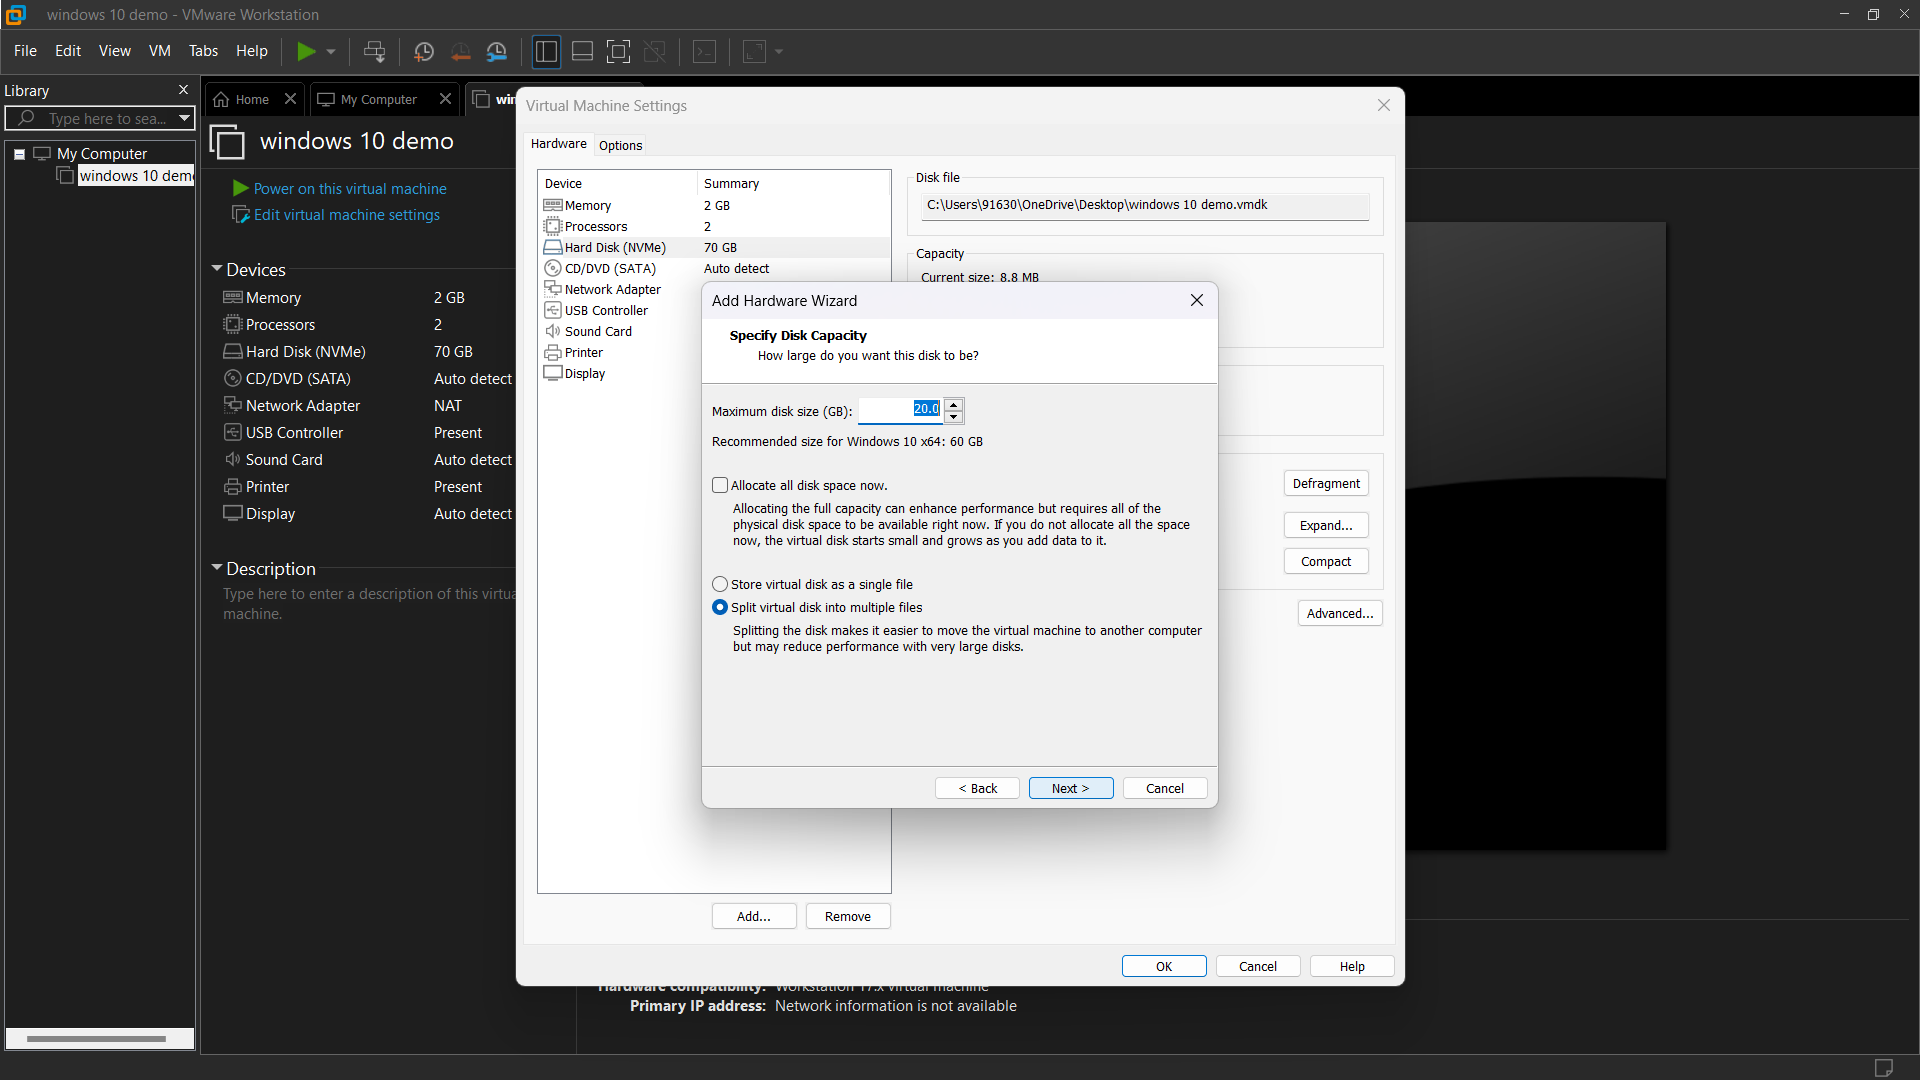 windows 10 demo - VMware Workstation
File Edit View VM Tabs Help
Library
Type here to sea...
My Computer
windows 10 dem
Home
My Computer
win
windows 10 demo
Power on this virtual machine
Edit virtual machine settings
Devices
Memory 2 GB
Processors 2
Hard Disk (NVMe) 70 GB
CD/DVD (SATA) Auto detect
Network Adapter NAT
USB Controller Present
Sound Card Auto detect
Printer Present
Display Auto detect
Description
Type here to enter a description of this virtua
machine.
Virtual Machine Settings
Hardware Options
Device Summary
Memory 2 GB
Processors 2
Hard Disk (NVMe) 70 GB
CD/DVD (SATA) Auto detect
Network Adapter
USB Controller
Sound Card
Printer
Display
Disk file
C:\Users\91630\OneDrive\Desktop\windows 10 demo.vmdk
Capacity
Current size: 8.8 MB
Defragment
Expand...
Compact
Advanced...
Add Hardware Wizard
Specify Disk Capacity
How large do you want this disk to be?
Maximum disk size (GB): 20.0
Recommended size for Windows 10 x64: 60 GB
Allocate all disk space now.
Allocating the full capacity can enhance performance but requires all of the
physical disk space to be available right now. If you do not allocate all the space
now, the virtual disk starts small and grows as you add data to it.
Store virtual disk as a single file
Split virtual disk into multiple files
Splitting the disk makes it easier to move the virtual machine to another computer
but may reduce performance with very large disks.
< Back Next > Cancel
Add... Remove
OK Cancel Help
Hardware compatibility: Workstation 17.x virtual machine
Primary IP address: Network information is not available